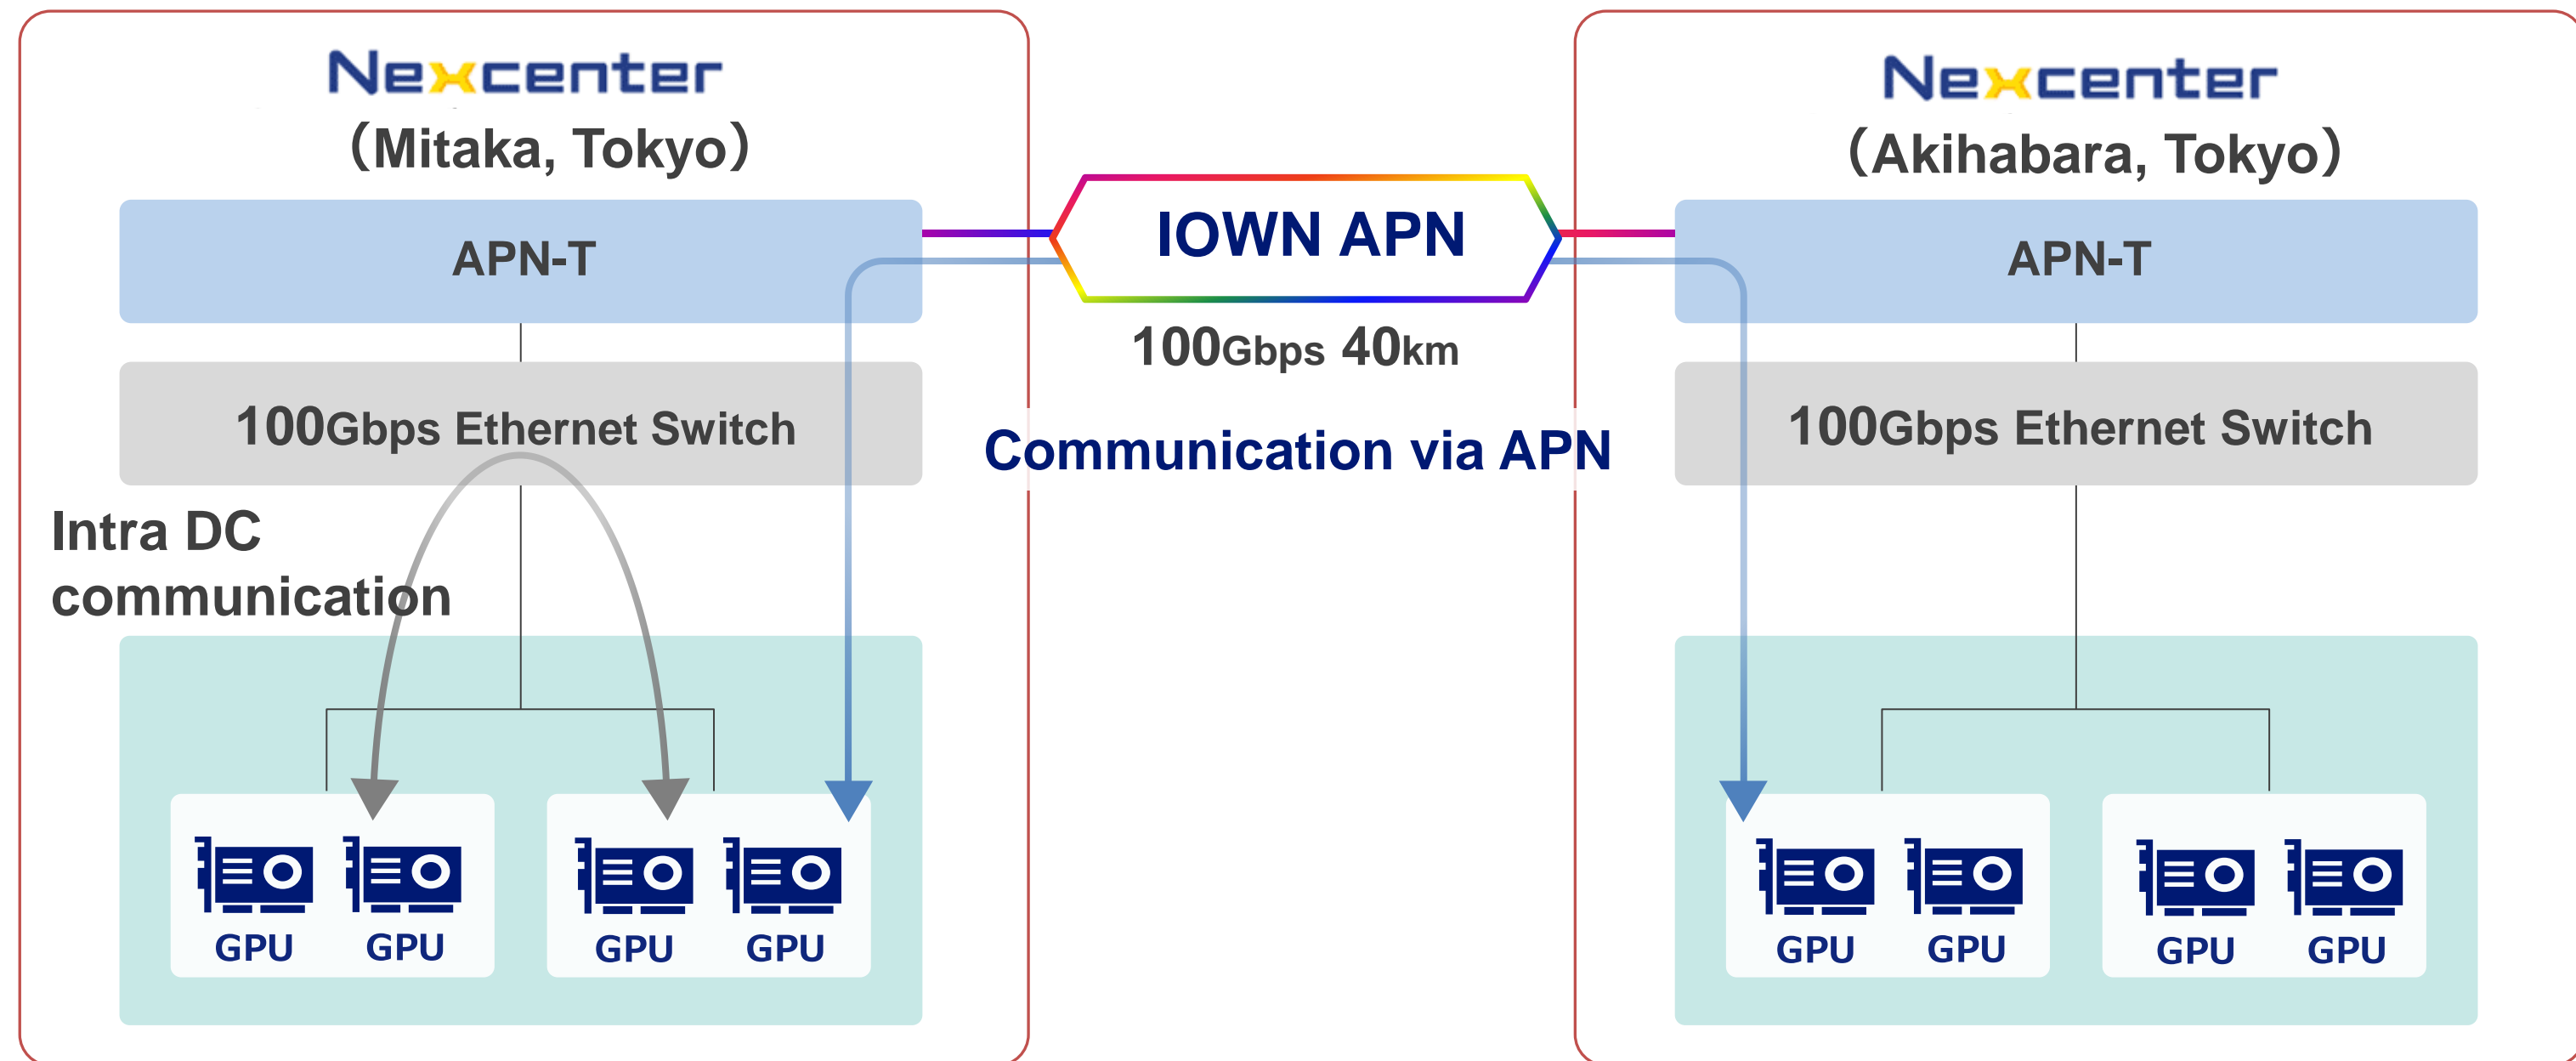 Nexcenter
（Mitaka, Tokyo）
APN-T
100Gbps Ethernet Switch
Intra DC
communication
GPU GPU GPU GPU
IOWN APN
100Gbps 40km
Communication via APN
Nexcenter
（Akihabara, Tokyo）
APN-T
100Gbps Ethernet Switch
GPU GPU GPU GPU